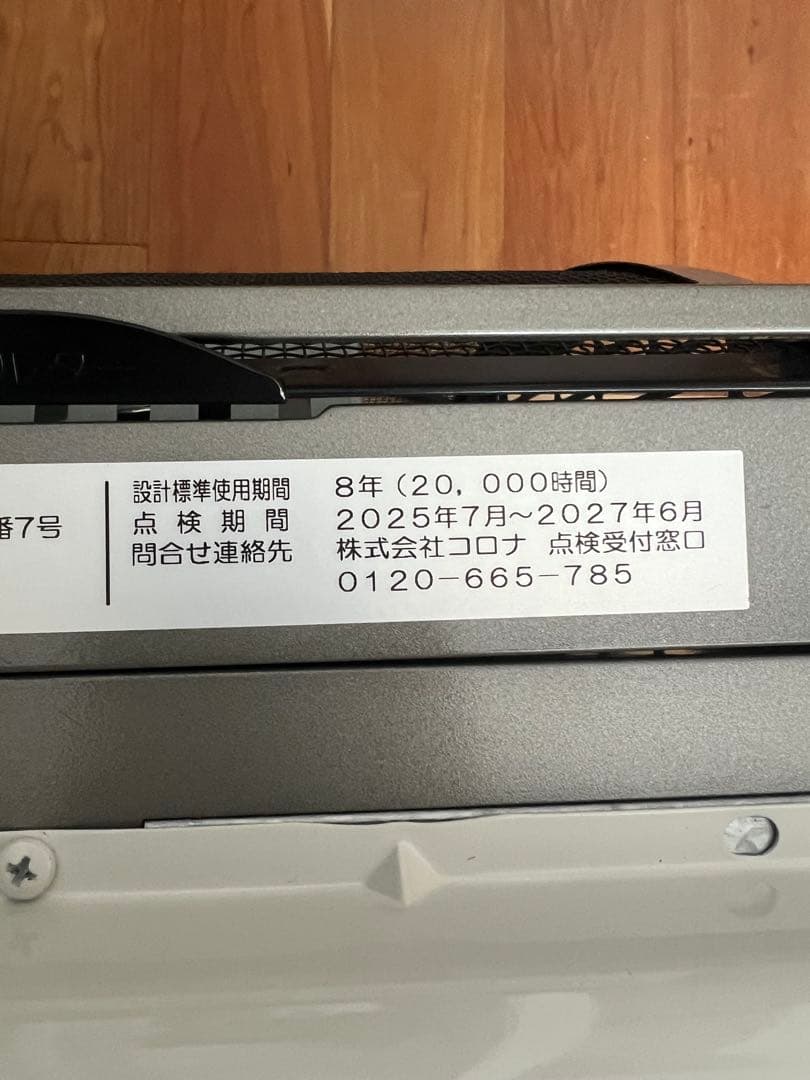 番7号
設計標準使用期間 8年（20，000時間）
点検期間 2025年7月～2027年6月
問合せ連絡先 株式会社コロナ 点検受付窓口
0120−665−785